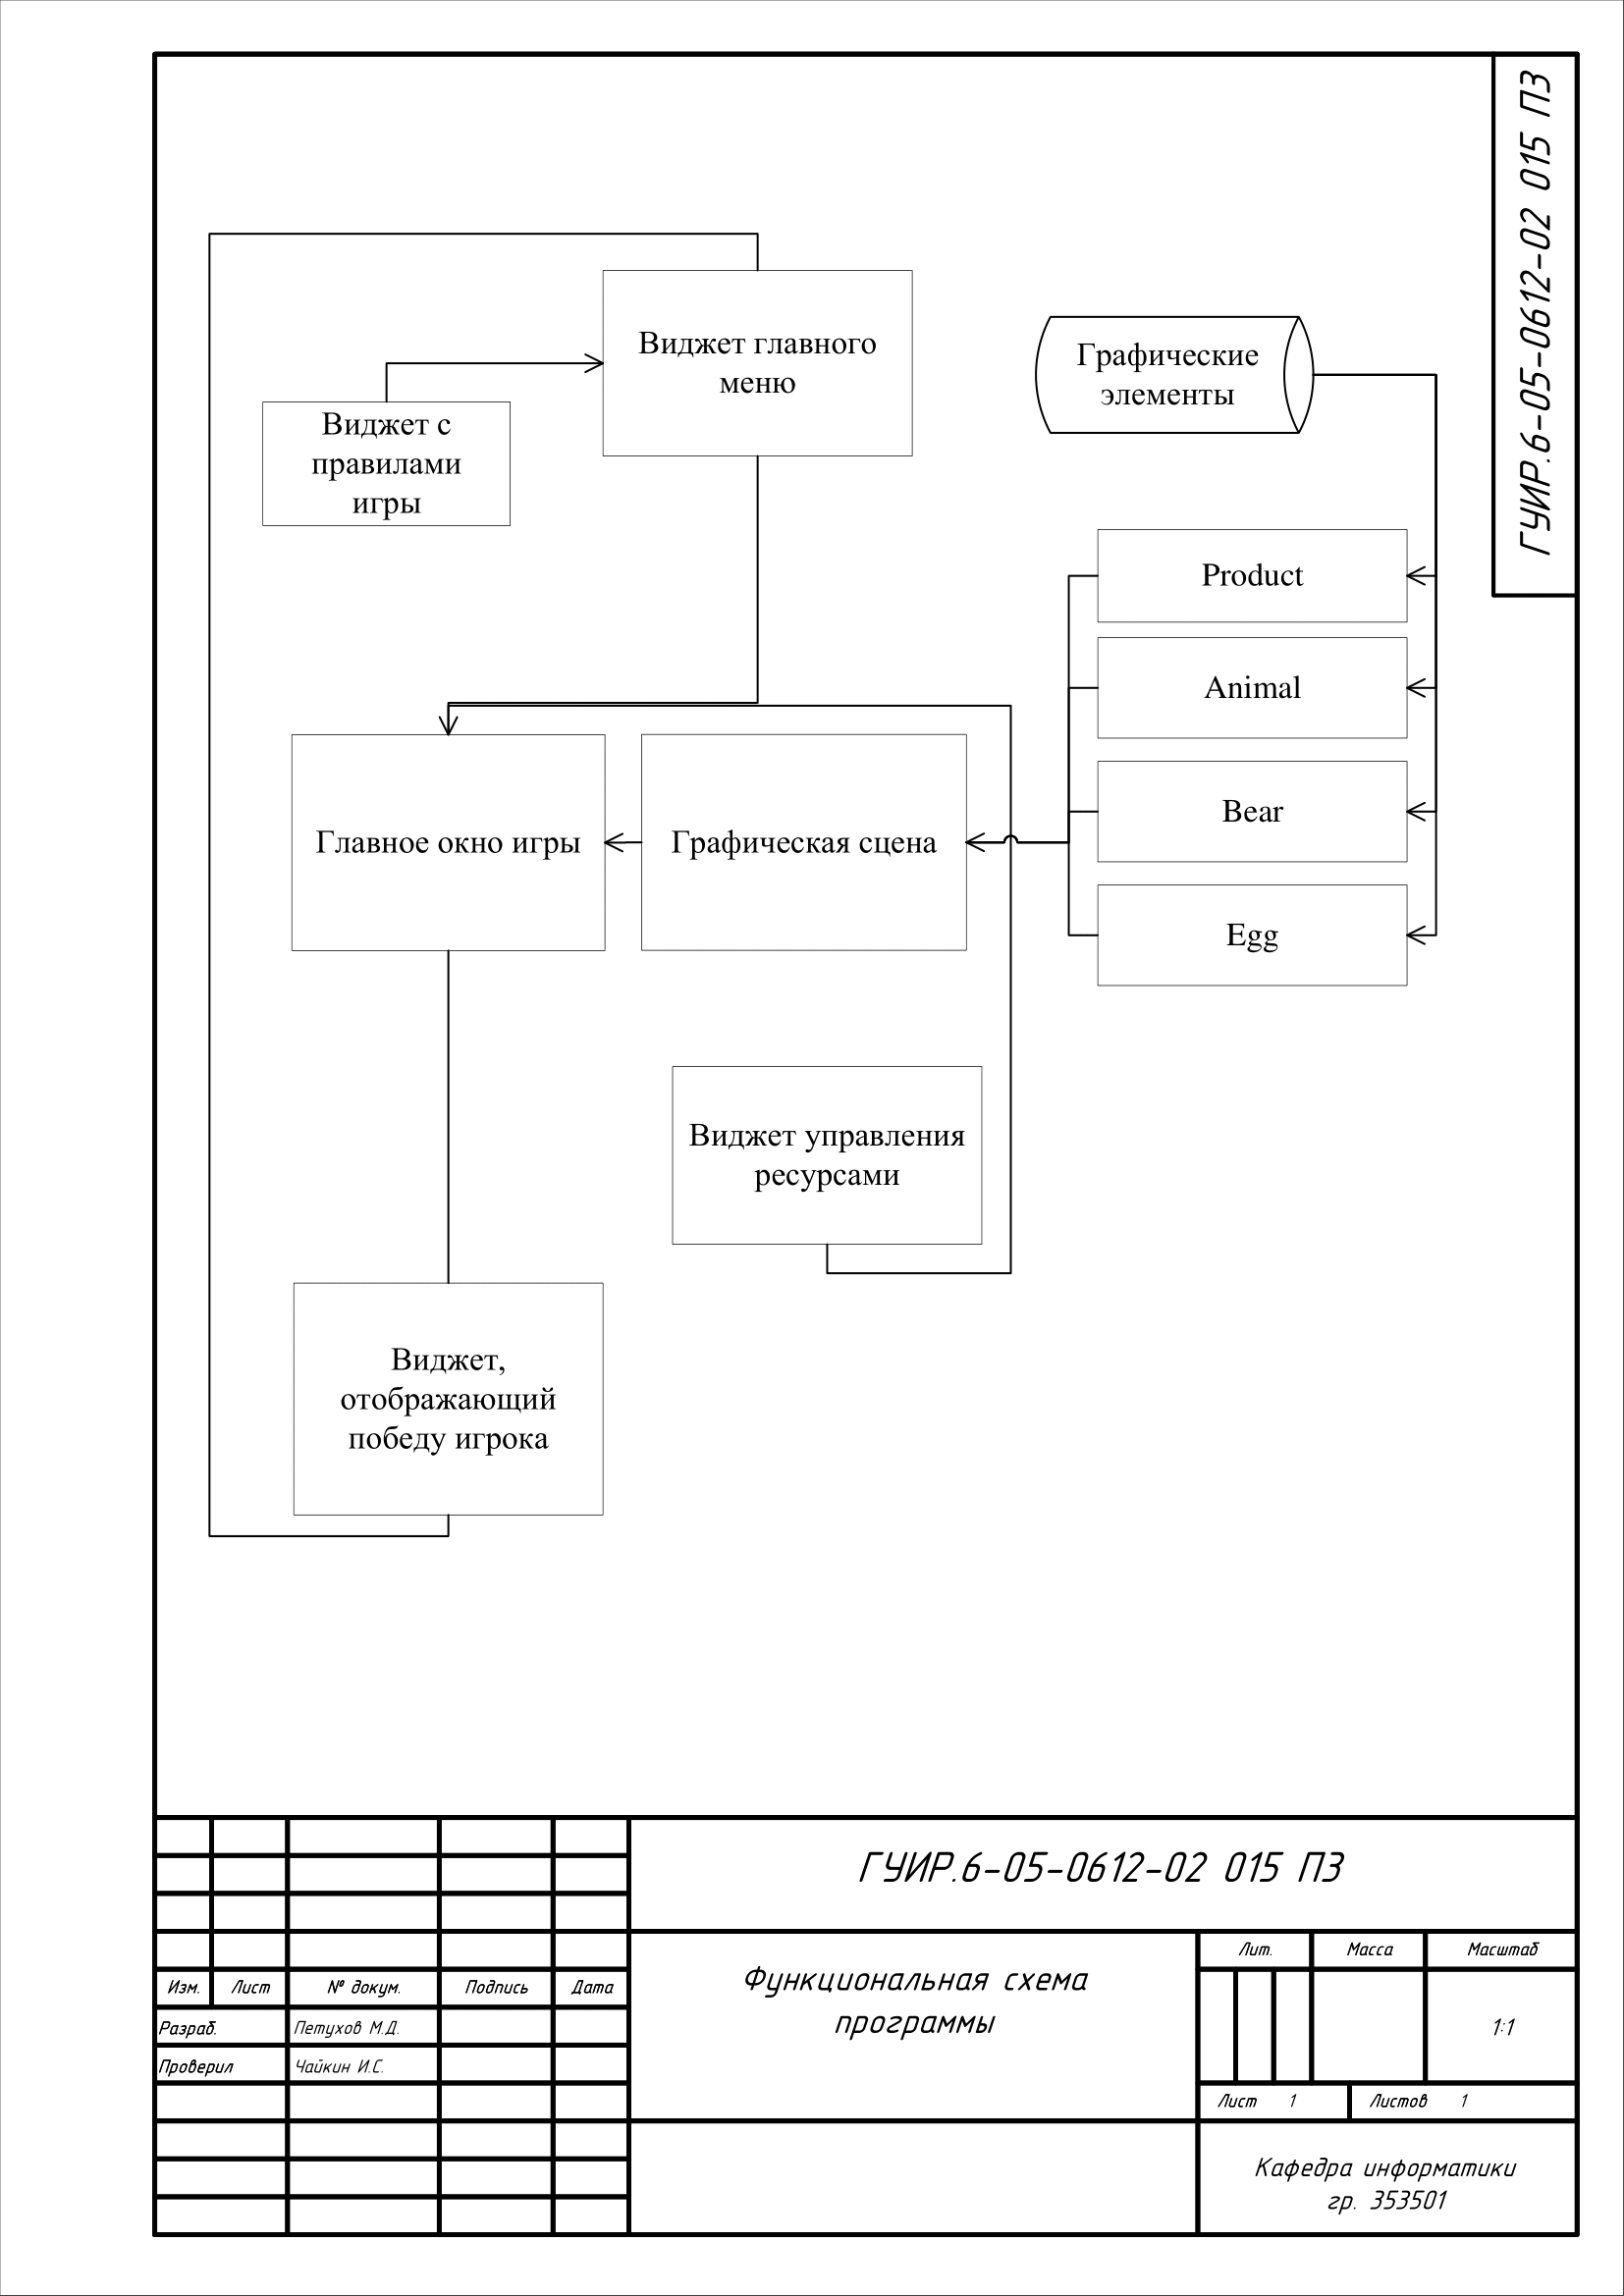 ГУИР.6-05-0612-02 015 ПЗ
Виджет главного
меню
Графические
элементы
Виджет с
правилами
игры
Product
Animal
Bear
Egg
Главное окно игры
Графическая сцена
Виджет управления
ресурсами
Виджет,
отображающий
победу игрока
ГУИР.6-05-0612-02 015 ПЗ
Изм. Лист № докум. Подпись Дата
Разраб. Петухов М.Д.
Проверил Чайкин И.С.
Функциональная схема
программы
Лит. Масса Масштаб
1:1
Лист 1 Листов 1
Кафедра информатики
гр. 353501